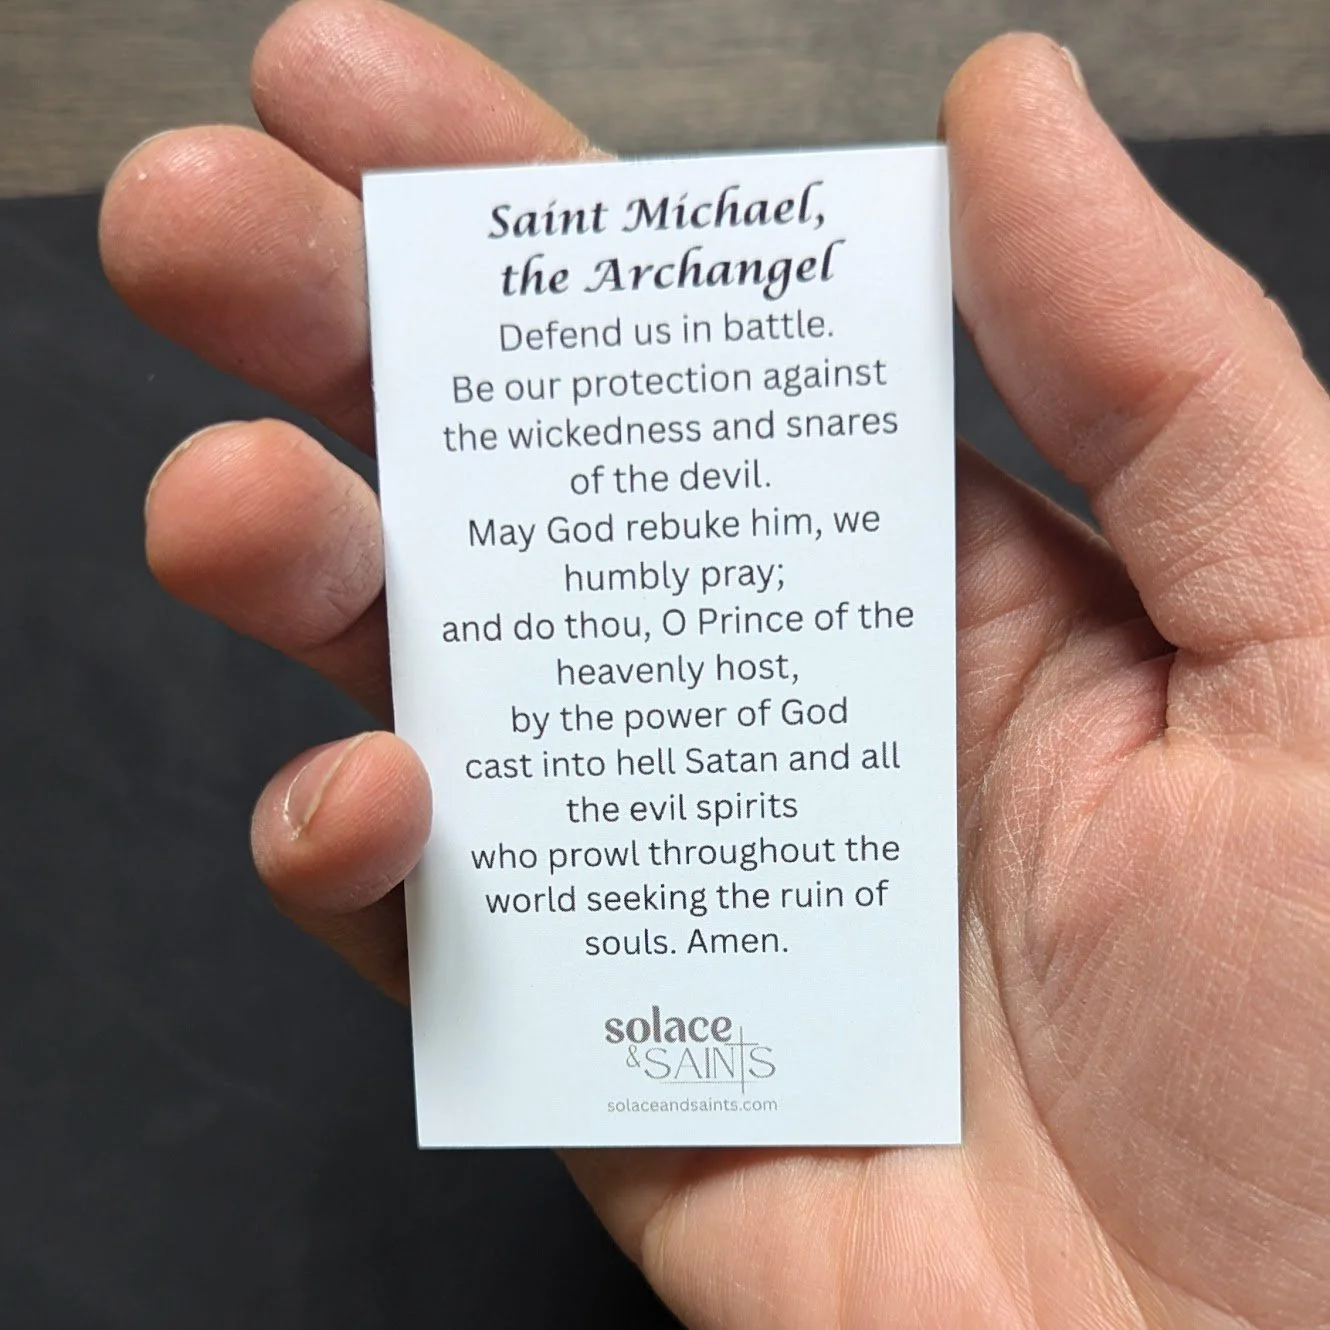 Saint Michael,
the Archangel
Defend us in battle.
Be our protection against
the wickedness and snares
of the devil.
May God rebuke him, we
humbly pray;
and do thou, O Prince of the
heavenly host,
by the power of God
cast into hell Satan and all
the evil spirits
who prowl throughout the
world seeking the ruin of
souls. Amen.
solace
& SAINTS
solaceandsaints.com